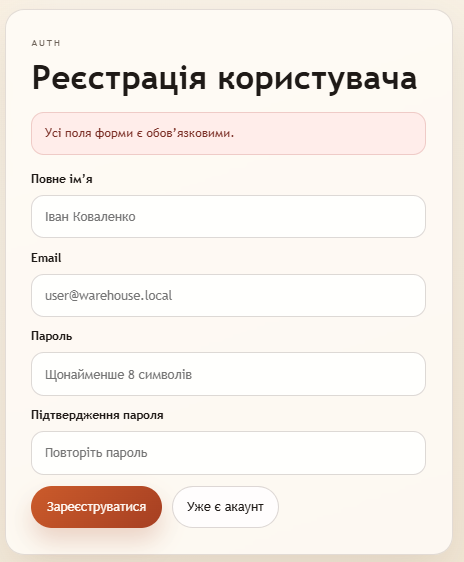 AUTH
Реєстрація користувача
Усі поля форми є обов’язковими.
Повне ім’я
Іван Коваленко
Email
user@warehouse.local
Пароль
Щонайменше 8 символів
Підтвердження пароля
Повторіть пароль
Зареєструватися
Уже є акаунт